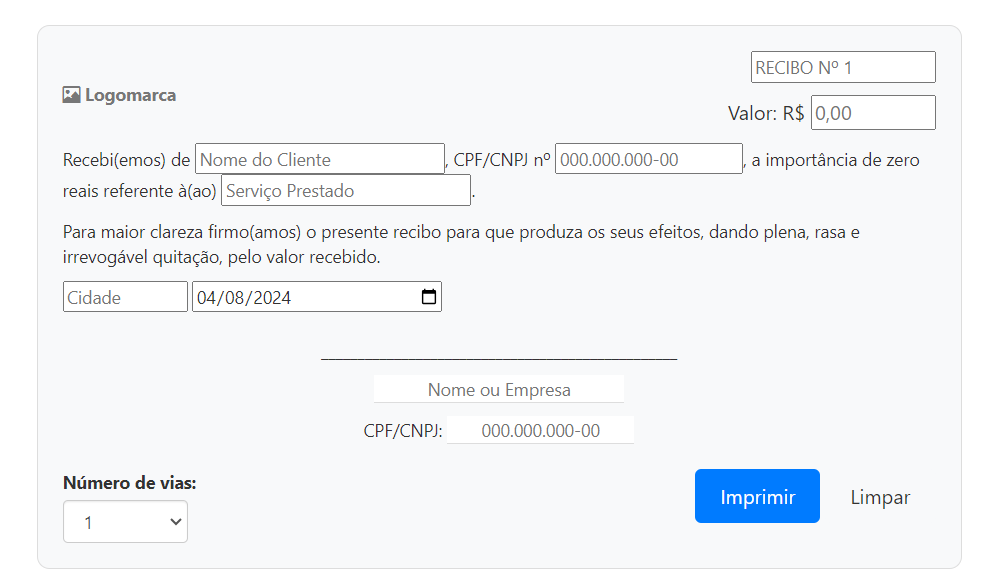 RECIBO Nº 1
Logomarca
Valor: R$ 0,00
Recebi(emos) de Nome do Cliente, CPF/CNPJ nº 000.000.000-00, a importância de zero
reais referente à(ao) Serviço Prestado.
Para maior clareza firmo(amos) o presente recibo para que produza os seus efeitos, dando plena, rasa e
irrevogável quitação, pelo valor recebido.
Cidade 04/08/2024
Nome ou Empresa
CPF/CNPJ: 000.000.000-00
Número de vias:
1
Imprimir Limpar